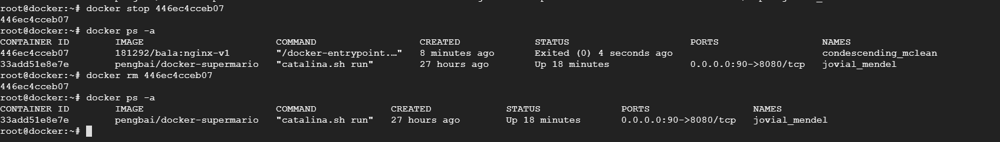 root@docker:~# docker stop 446ec4cceb07
446ec4cceb07
root@docker:~# docker ps -a
CONTAINER ID        IMAGE                       COMMAND                  CREATED             STATUS                     PORTS                  NAMES
446ec4cceb07        181292/bala:nginx-v1        "/docker-entrypoint.…"   8 minutes ago       Exited (0) 4 seconds ago                          condescending_mclean
33add51e8e7e        pengbai/docker-supermario   "catalina.sh run"        27 hours ago        Up 18 minutes              0.0.0.0:90->8080/tcp   jovial_mendel
root@docker:~# docker rm 446ec4cceb07
446ec4cceb07
root@docker:~# docker ps -a
CONTAINER ID        IMAGE                       COMMAND             CREATED             STATUS              PORTS                  NAMES
33add51e8e7e        pengbai/docker-supermario   "catalina.sh run"   27 hours ago        Up 18 minutes       0.0.0.0:90->8080/tcp   jovial_mendel
root@docker:~#